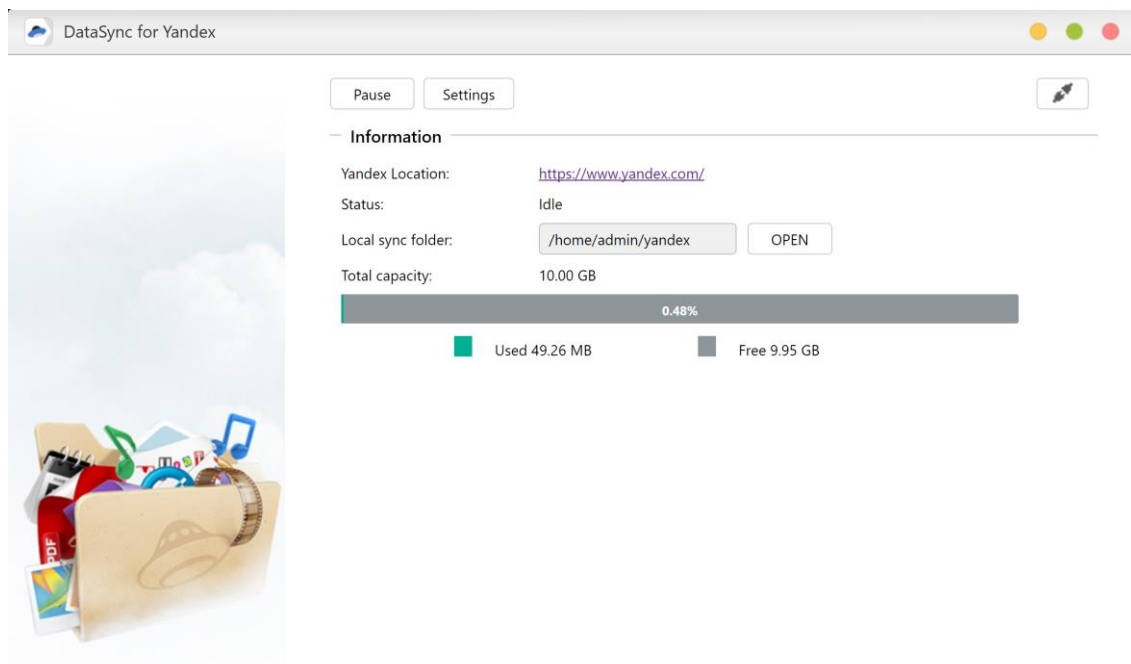 DataSync for Yandex
Pause Settings
Information
Yandex Location: https://www.yandex.com/
Status: Idle
Local sync folder: /home/admin/yandex OPEN
Total capacity: 10.00 GB
0.48%
Used 49.26 MB Free 9.95 GB
PDF